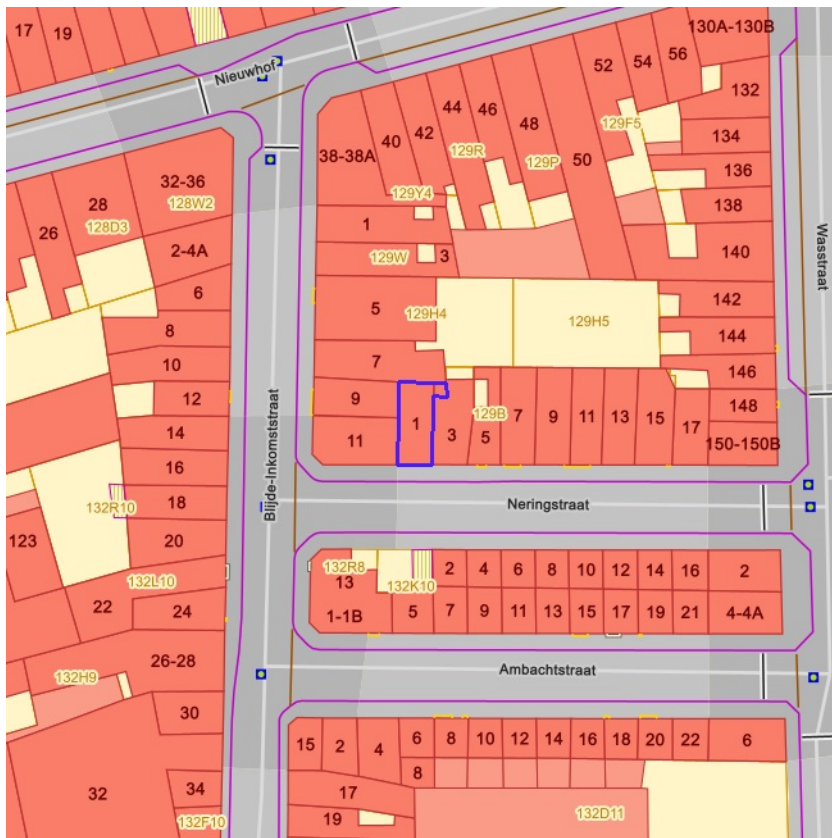 17 19
130A-130B
Nieuwhof
52 54 56
132
44 46 48
40 42
129F5
134
38-38A
129R 129P 50
136
32-36
128W2
129Y4
138
28
128D3
26
1
2-4A
129W 3
140
Wasstraat
6
5 129H4 129H5
142
8
144
10
7
146
12
9
148
14
11 1 3 129B 5 7 9 11 13 15 17
150-150B
Blijde-Inkomststraat
16
132R10 18
Neringstraat
123
20
132L10
132R8
13
132K10
2 4 6 8 10 12 14 16 2
22 24
1-1B 5 7 9 11 13 15 17 19 21 4-4A
26-28
132H9
Ambachtstraat
30
15 2 4 6 8 10 12 14 16 18 20 22 6
8
32 34
17
132F10
19
132D11